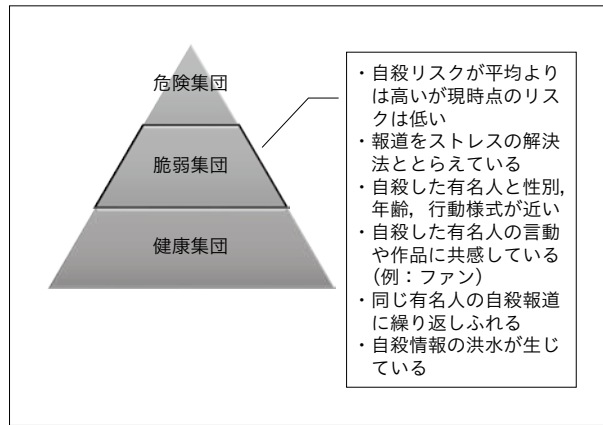 危険集団
脆弱集団
健康集団
・自殺リスクが平均より
は高いが現時点のリス
クは低い
・報道をストレスの解決
法ととらえている
・自殺した有名人と性別,
年齢，行動様式が近い
・自殺した有名人の言動
や作品に共感している
（例：ファン）
・同じ有名人の自殺報道
に繰り返しふれる
・自殺情報の洪水が生じ
ている